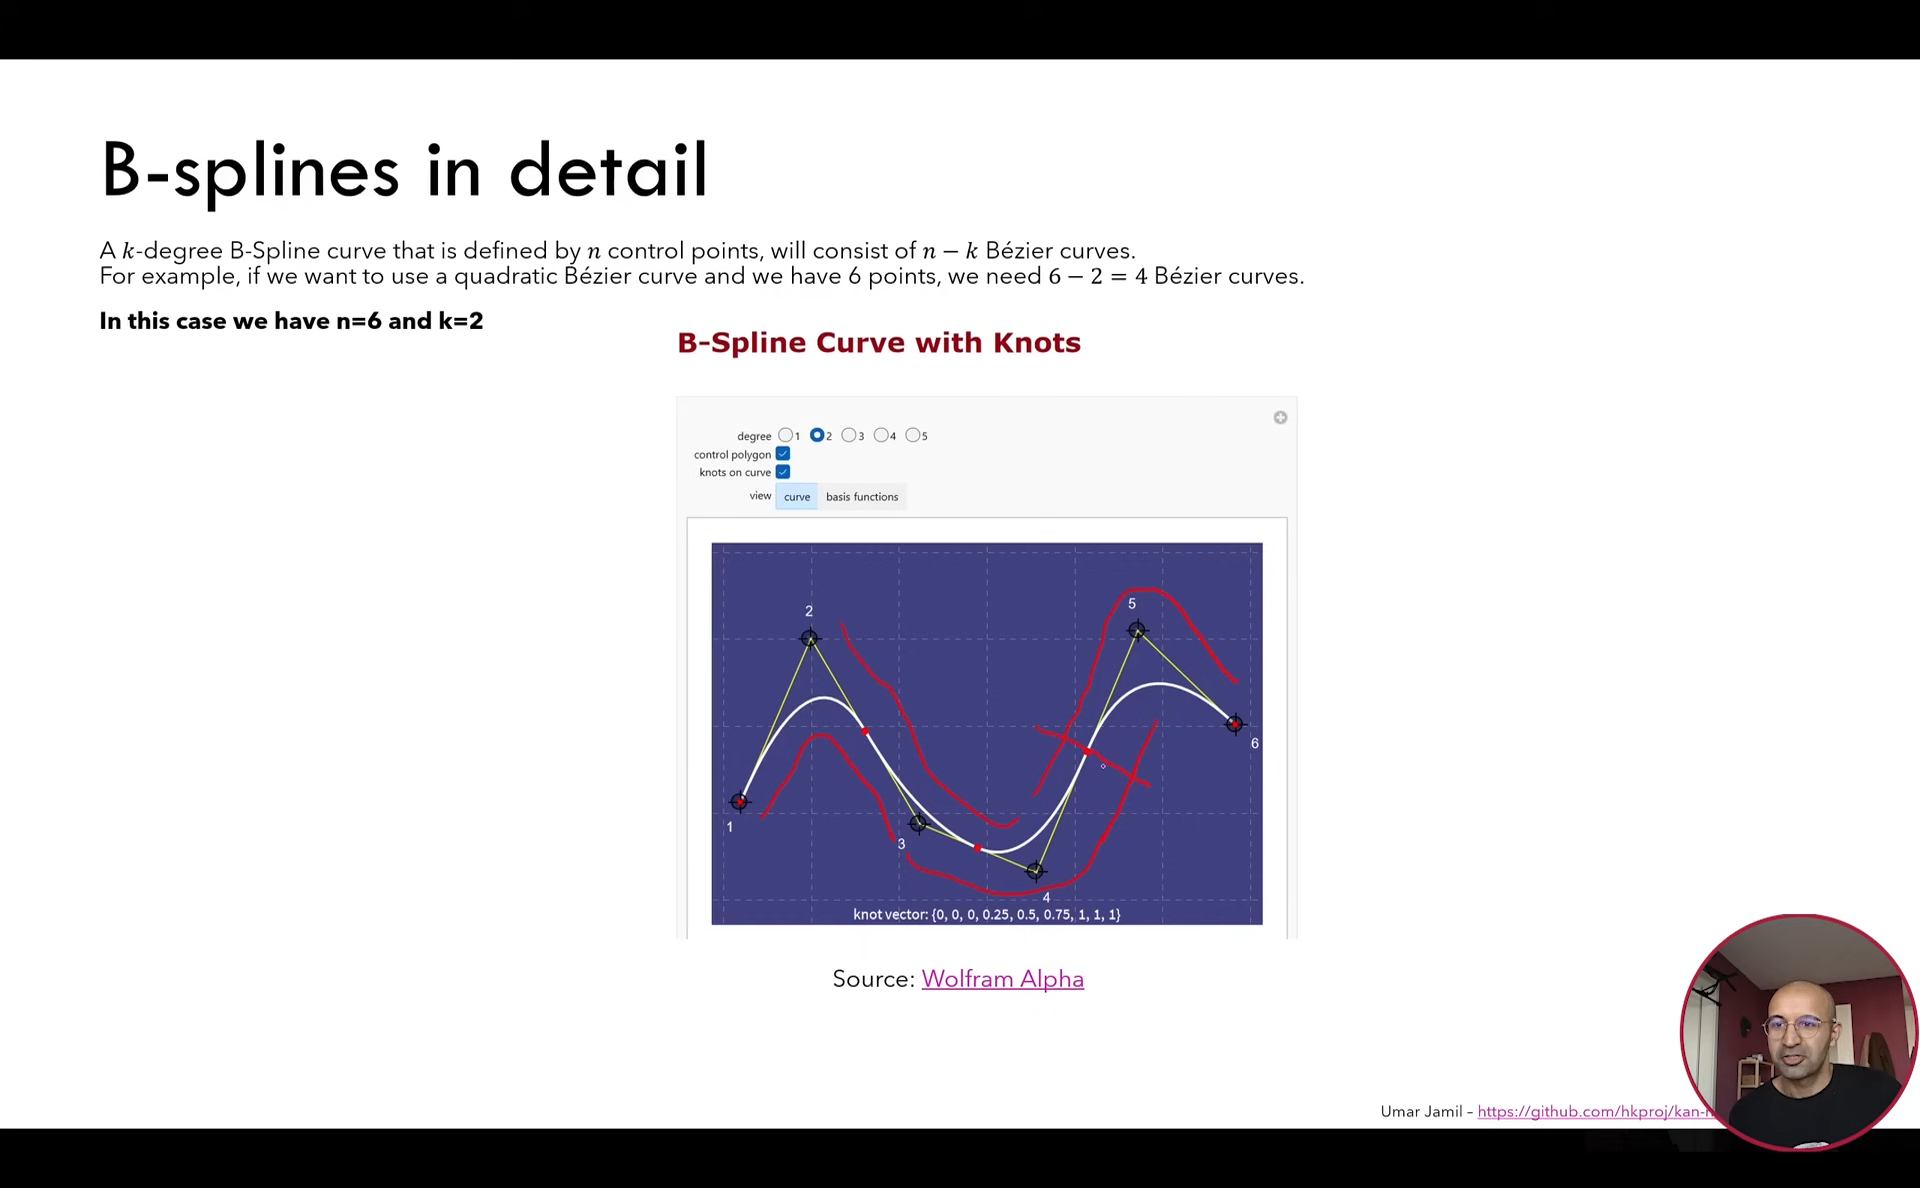 B-splines in detail
A k-degree B-Spline curve that is defined by n control points, will consist of n − k Bézier curves.
For example, if we want to use a quadratic Bézier curve and we have 6 points, we need 6 − 2 = 4 Bézier curves.
In this case we have n=6 and k=2
B-Spline Curve with Knots
degree 1 2 3 4 5
control polygon
knots on curve
view curve basis functions
2
5
6
1
3
4
knot vector: {0, 0, 0, 0.25, 0.5, 0.75, 1, 1, 1}
Source: Wolfram Alpha
Umar Jamil – https://github.com/hkproj/kan-